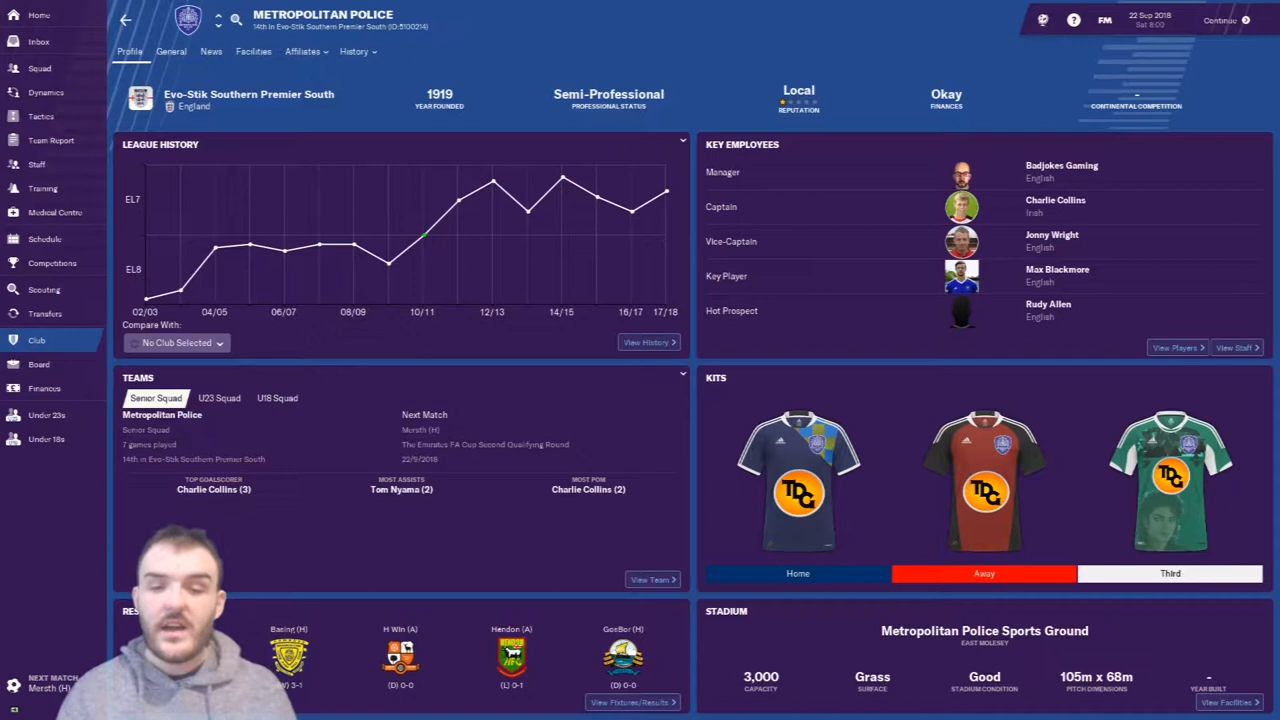 Home
Inbox
Squad
Dynamics
Tactics
Team Report
Staff
Training
Medical Centre
Schedule
Competitions
Scouting
Transfers
Club
Board
Finances
Under 23s
Under 18s
NEXT MATCH
Mersth (H)
METROPOLITAN POLICE
14th in Evo-Stik Southern Premier South (ID:5100214)
FM
22 Sep 2018
Sat 8:00
Continue
Profile General News Facilities Affiliates History
Evo-Stik Southern Premier South
England
1919
YEAR FOUNDED
Semi-Professional
PROFESSIONAL STATUS
Local
REPUTATION
Okay
FINANCES
-
CONTINENTAL COMPETITION
LEAGUE HISTORY
EL7
EL8
02/03 04/05 06/07 08/09 10/11 12/13 14/15 16/17 17/18
Compare With:
No Club Selected
View History
KEY EMPLOYEES
Manager
Badjokes Gaming
English
Captain
Charlie Collins
Irish
Vice-Captain
Jonny Wright
English
Key Player
Max Blackmore
English
Hot Prospect
Rudy Allen
English
View Players
View Staff
TEAMS
Senior Squad U23 Squad U18 Squad
Metropolitan Police
Senior Squad
7 games played
14th in Evo-Stik Southern Premier South
Next Match
Mersth (H)
The Emirates FA Cup Second Qualifying Round
22/9/2018
TOP GOALSCORER
Charlie Collins (3)
MOST ASSISTS
Tom Nyama (2)
MOST POM
Charlie Collins (2)
View Team
KITS
TDG
TDG
TDG
Home
Away
Third
RES
Basing (H)
H Win (A)
Hendon (A)
GosBor (H)
W) 3-1
(D) 0-0
(L) 0-1
(D) 0-0
View Fixtures/Results
STADIUM
Metropolitan Police Sports Ground
EAST MOLESEY
3,000
CAPACITY
Grass
SURFACE
Good
STADIUM CONDITION
105m x 68m
PITCH DIMENSIONS
-
YEAR BUILT
View Facilities